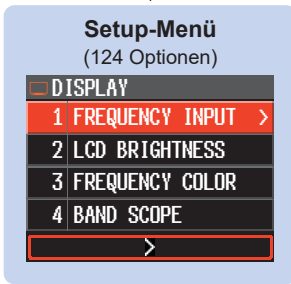 Setup-Menü
(124 Optionen)
DISPLAY
1 FREQUENCY INPUT >
2 LCD BRIGHTNESS
3 FREQUENCY COLOR
4 BAND SCOPE
>